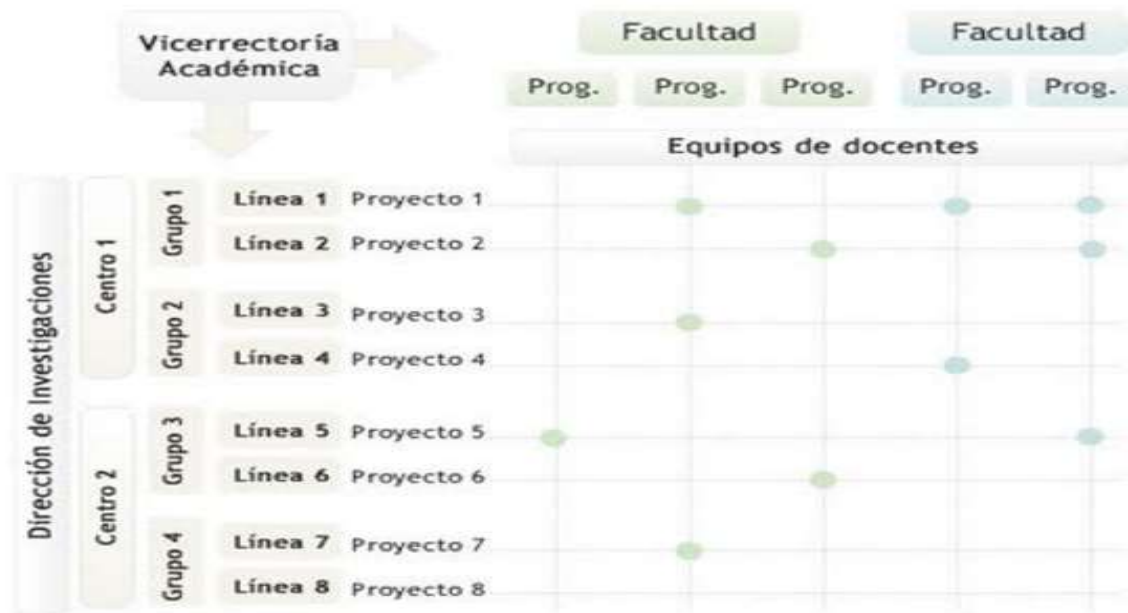 Vicerrectoría
Académica
Facultad
Facultad
Prog.
Prog.
Prog.
Prog.
Prog.
Equipos de docentes
Dirección de Investigaciones
Centro 1
Grupo 1
Línea 1 Proyecto 1
Línea 2 Proyecto 2
Grupo 2
Línea 3 Proyecto 3
Línea 4 Proyecto 4
Centro 2
Grupo 3
Línea 5 Proyecto 5
Línea 6 Proyecto 6
Grupo 4
Línea 7 Proyecto 7
Línea 8 Proyecto 8